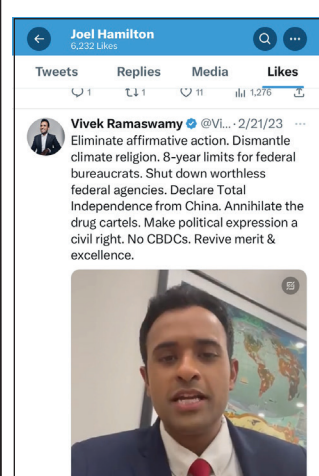 Joel Hamilton
6,232 Likes
Tweets Replies Media Likes
1 1 11 1,276
Vivek Ramaswamy @Vi... · 2/21/23 ...
Eliminate affirmative action. Dismantle
climate religion. 8-year limits for federal
bureaucrats. Shut down worthless
federal agencies. Declare Total
Independence from China. Annihilate the
drug cartels. Make political expression a
civil right. No CBDCs. Revive merit &
excellence.